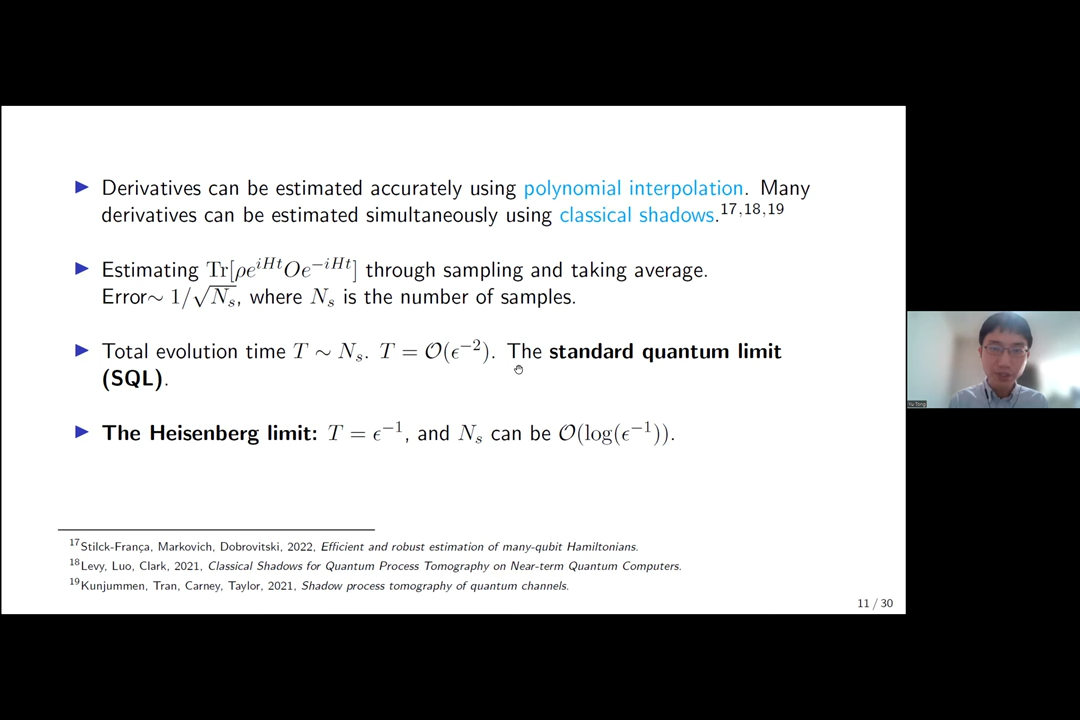 ▶ Derivatives can be estimated accurately using polynomial interpolation. Many
derivatives can be estimated simultaneously using classical shadows.17,18,19
▶ Estimating Tr[ρe^{iHt}Oe^{−iHt}] through sampling and taking average.
Error∼ 1/√N_s, where N_s is the number of samples.
▶ Total evolution time T ∼ N_s. T = O(ϵ^{−2}). The standard quantum limit
(SQL).
▶ The Heisenberg limit: T = ϵ^{−1}, and N_s can be O(log(ϵ^{−1})).
17Stilck-França, Markovich, Dobrovitski, 2022, Efficient and robust estimation of many-qubit Hamiltonians.
18Levy, Luo, Clark, 2021, Classical Shadows for Quantum Process Tomography on Near-term Quantum Computers.
19Kunjummen, Tran, Carney, Taylor, 2021, Shadow process tomography of quantum channels.
11 / 30
Yu Tong